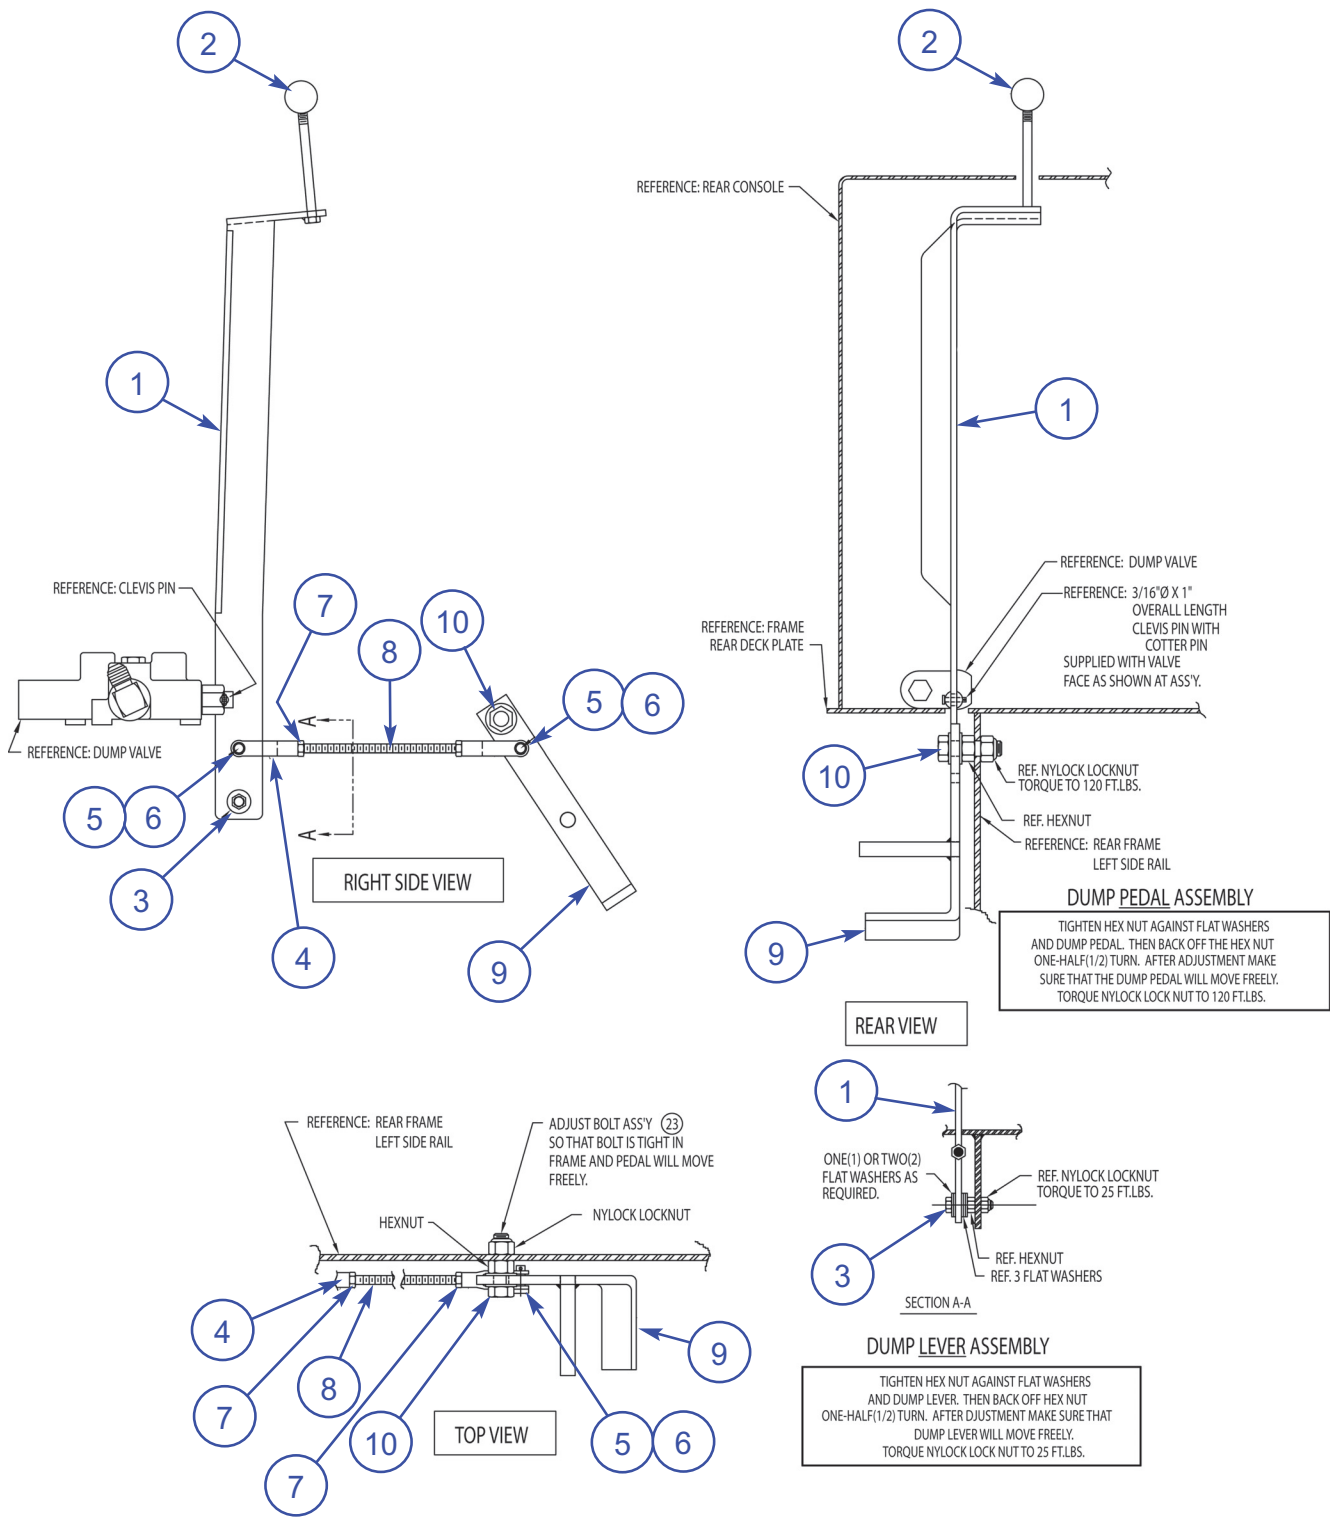 2
2
REFERENCE: REAR CONSOLE
1
1
REFERENCE: CLEVIS PIN
7
8
10
5
6
REFERENCE: DUMP VALVE
REFERENCE: 3/16"Ø X 1"
OVERALL LENGTH
CLEVIS PIN WITH
COTTER PIN
SUPPLIED WITH VALVE
FACE AS SHOWN AT ASS'Y.
REFERENCE: FRAME
REAR DECK PLATE
REFERENCE: DUMP VALVE
A
A
5
6
3
4
9
RIGHT SIDE VIEW
10
REF. NYLOCK LOCKNUT
TORQUE TO 120 FT.LBS.
REF. HEXNUT
REFERENCE: REAR FRAME
LEFT SIDE RAIL
9
DUMP PEDAL ASSEMBLY
TIGHTEN HEX NUT AGAINST FLAT WASHERS
AND DUMP PEDAL. THEN BACK OFF THE HEX NUT
ONE-HALF(1/2) TURN. AFTER ADJUSTMENT MAKE
SURE THAT THE DUMP PEDAL WILL MOVE FREELY.
TORQUE NYLOCK LOCK NUT TO 120 FT.LBS.
REAR VIEW
REFERENCE: REAR FRAME
LEFT SIDE RAIL
ADJUST BOLT ASS'Y 23
SO THAT BOLT IS TIGHT IN
FRAME AND PEDAL WILL MOVE
FREELY.
HEXNUT
NYLOCK LOCKNUT
4
7
8
7
10
5
6
9
TOP VIEW
1
ONE(1) OR TWO(2)
FLAT WASHERS AS
REQUIRED.
REF. NYLOCK LOCKNUT
TORQUE TO 25 FT.LBS.
3
REF. HEXNUT
REF. 3 FLAT WASHERS
SECTION A-A
DUMP LEVER ASSEMBLY
TIGHTEN HEX NUT AGAINST FLAT WASHERS
AND DUMP LEVER. THEN BACK OFF HEX NUT
ONE-HALF(1/2) TURN. AFTER DJUSTMENT MAKE SURE THAT
DUMP LEVER WILL MOVE FREELY.
TORQUE NYLOCK LOCK NUT TO 25 FT.LBS.